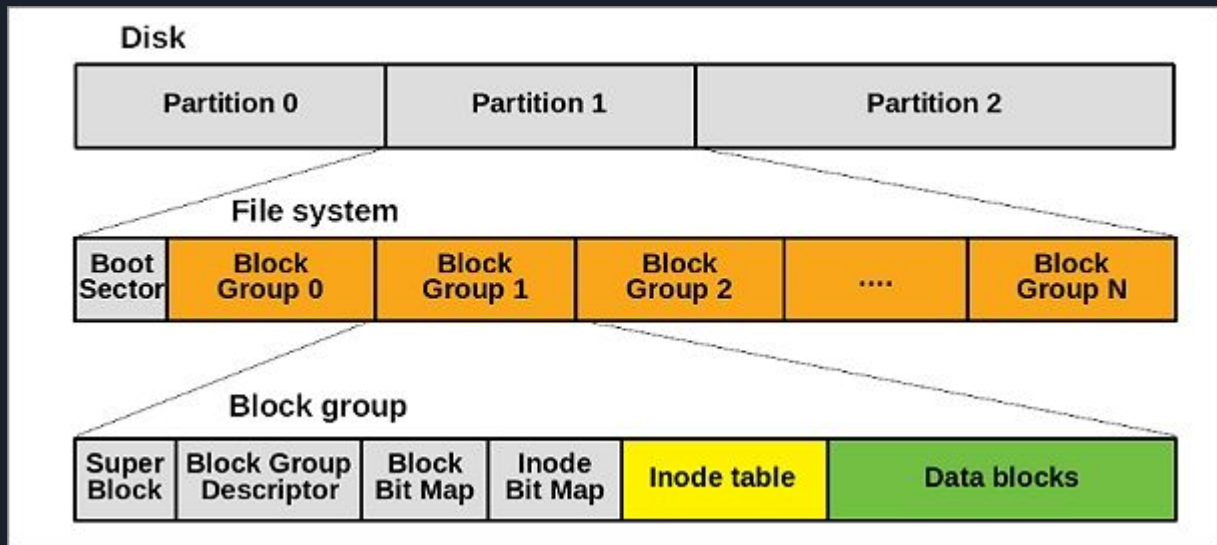 Disk
Partition 0
Partition 1
Partition 2
File system
Boot
Sector
Block
Group 0
Block
Group 1
Block
Group 2
....
Block
Group N
Block group
Super
Block
Block Group
Descriptor
Block
Bit Map
Inode
Bit Map
Inode table
Data blocks